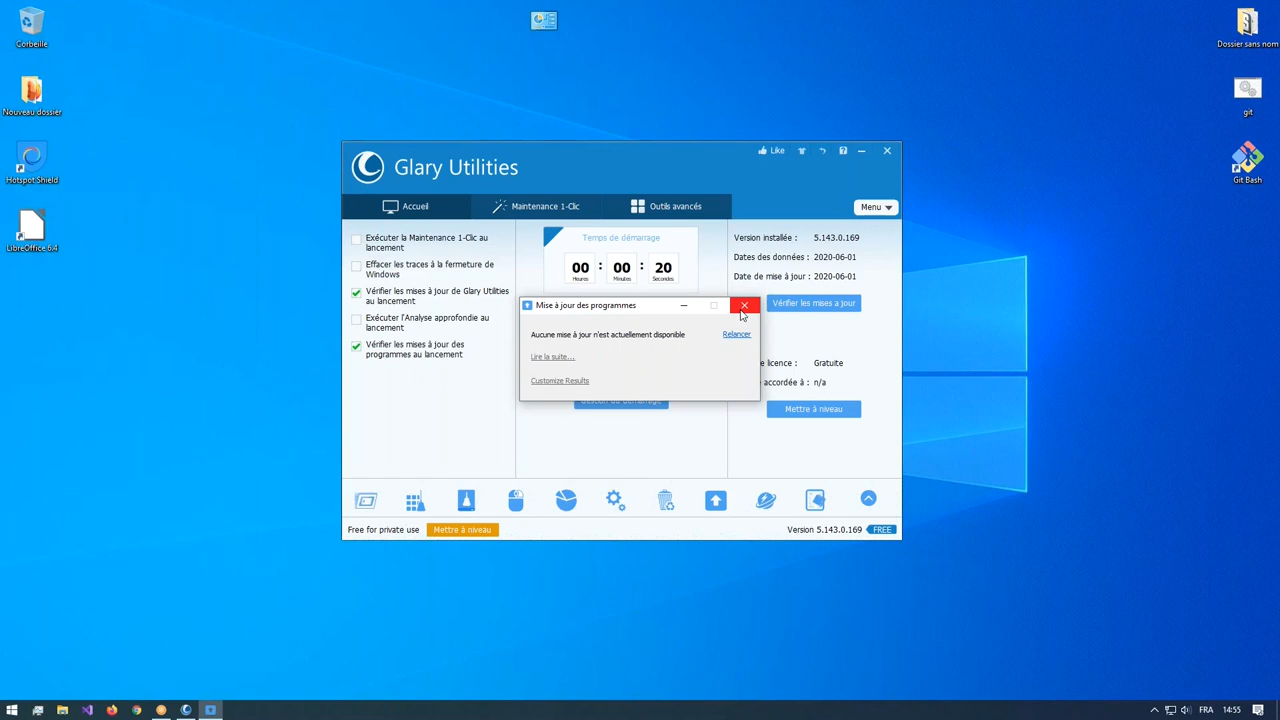 Corbeille
Nouveau dossier
Hotspot Shield
LibreOffice 6.4
Dossier sans nom
git
Git Bash
Like
Glary Utilities
Accueil
Maintenance 1-Clic
Outils avancés
Menu
Exécuter la Maintenance 1-Clic au
lancement
Effacer les traces à la fermeture de
Windows
Vérifier les mises à jour de Glary Utilities
au lancement
Exécuter l'Analyse approfondie au
lancement
Vérifier les mises à jour des
programmes au lancement
Temps de démarrage
00 : 00 : 20
Heures Minutes Secondes
Version installée : 5.143.0.169
Dates des données : 2020-06-01
Date de mise à jour : 2020-06-01
Vérifier les mises a jour
Mise à jour des programmes
Aucune mise à jour n'est actuellement disponible
Relancer
Lire la suite...
Customize Results
licence : Gratuite
accordée à : n/a
Mettre à niveau
Free for private use
Mettre à niveau
Version 5.143.0.169
FREE
FRA
14:55